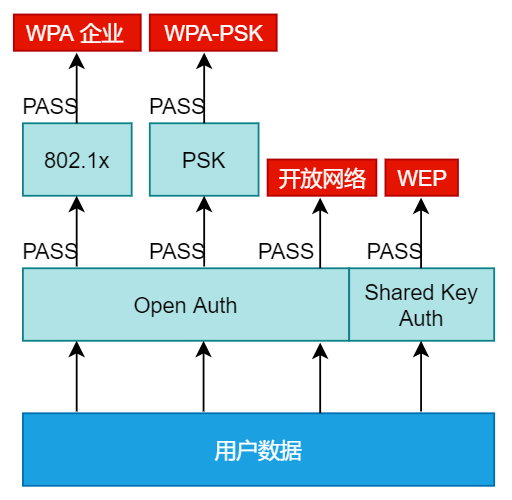 WPA 企业
WPA-PSK
PASS
PASS
802.1x
PSK
开放网络
WEP
PASS
PASS
PASS
PASS
Open Auth
Shared Key
Auth
用户数据